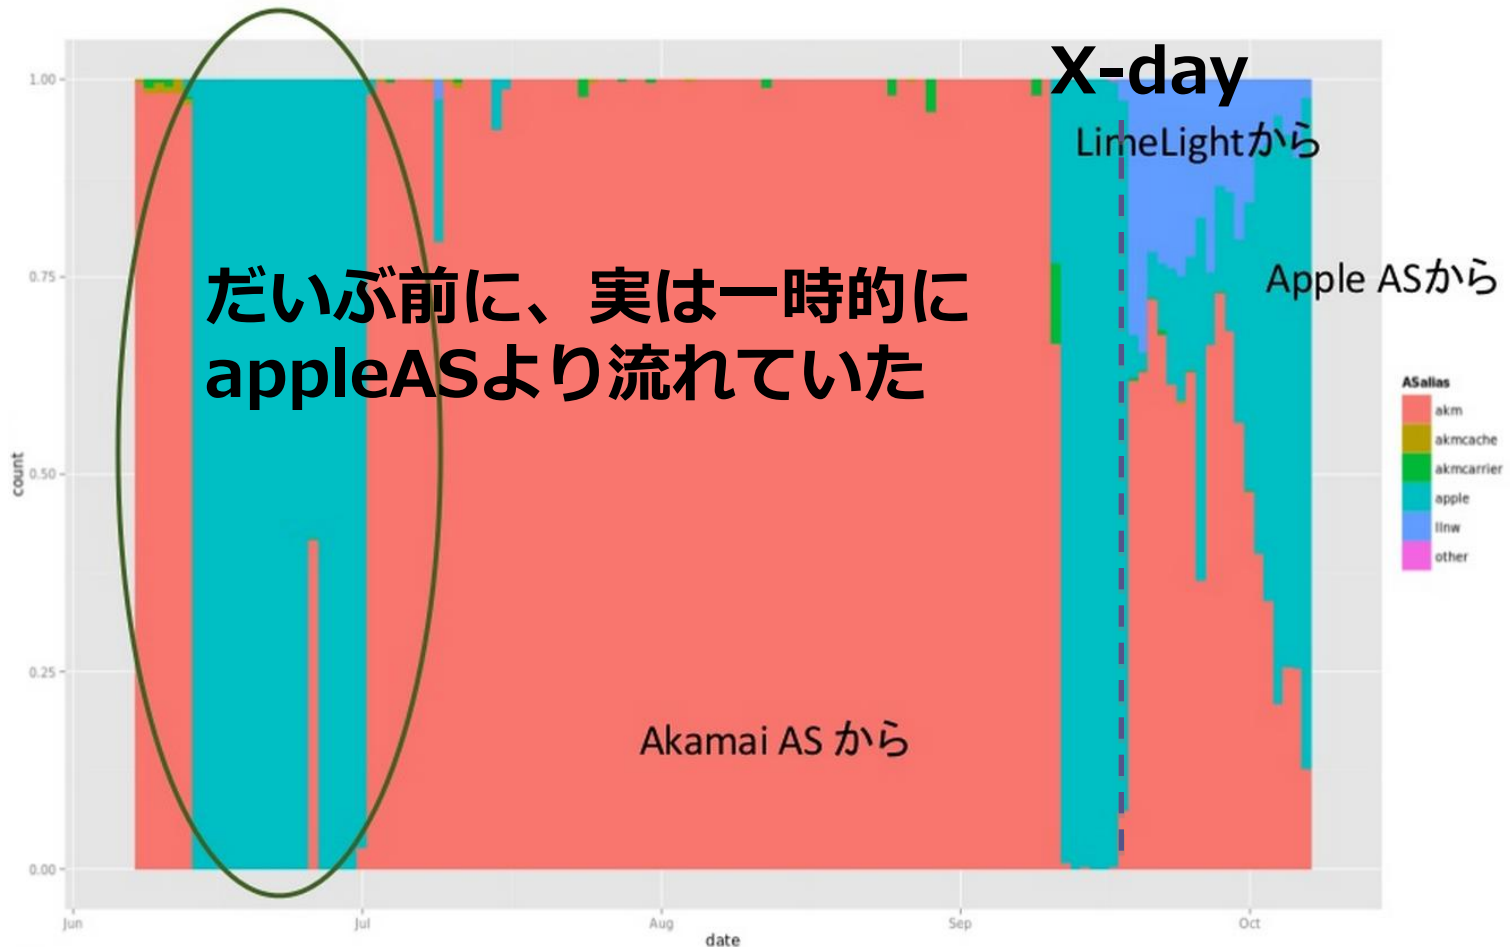 X-day
LimeLightから
だいぶ前に、実は一時的に
appleASより流れていた
Apple ASから
Akamai AS から
1.00
0.75
0.50
0.25
0.00
count
Jun
Jul
Aug
Sep
Oct
date
ASalias
akm
akmcache
akmcarrier
apple
llnw
other